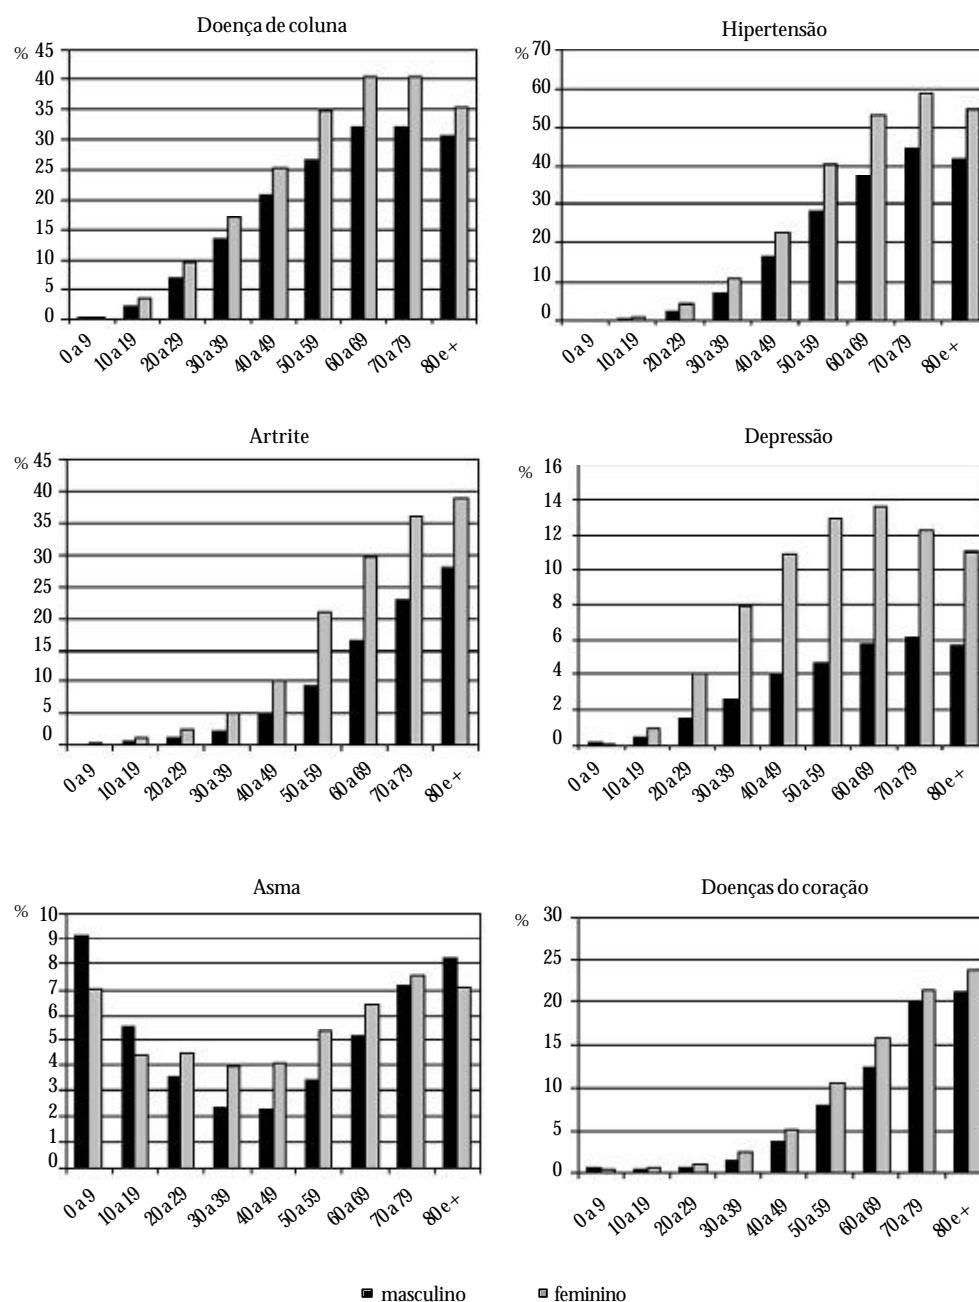 Doença de coluna
%
45
40
35
30
25
20
15
10
5
0
0 a 9
10 a 19
20 a 29
30 a 39
40 a 49
50 a 59
60 a 69
70 a 79
80 e +
Hipertensão
%
70
60
50
40
30
20
10
0
0 a 9
10 a 19
20 a 29
30 a 39
40 a 49
50 a 59
60 a 69
70 a 79
80 e +
Artrite
%
45
40
35
30
25
20
15
10
5
0
0 a 9
10 a 19
20 a 29
30 a 39
40 a 49
50 a 59
60 a 69
70 a 79
80 e +
Depressão
%
16
14
12
10
8
6
4
2
0
0 a 9
10 a 19
20 a 29
30 a 39
40 a 49
50 a 59
60 a 69
70 a 79
80 e +
Asma
%
10
9
8
7
6
5
4
3
2
1
0
0 a 9
10 a 19
20 a 29
30 a 39
40 a 49
50 a 59
60 a 69
70 a 79
80 e +
Doenças do coração
%
30
25
20
15
10
5
0
0 a 9
10 a 19
20 a 29
30 a 39
40 a 49
50 a 59
60 a 69
70 a 79
80 e +
masculino feminino